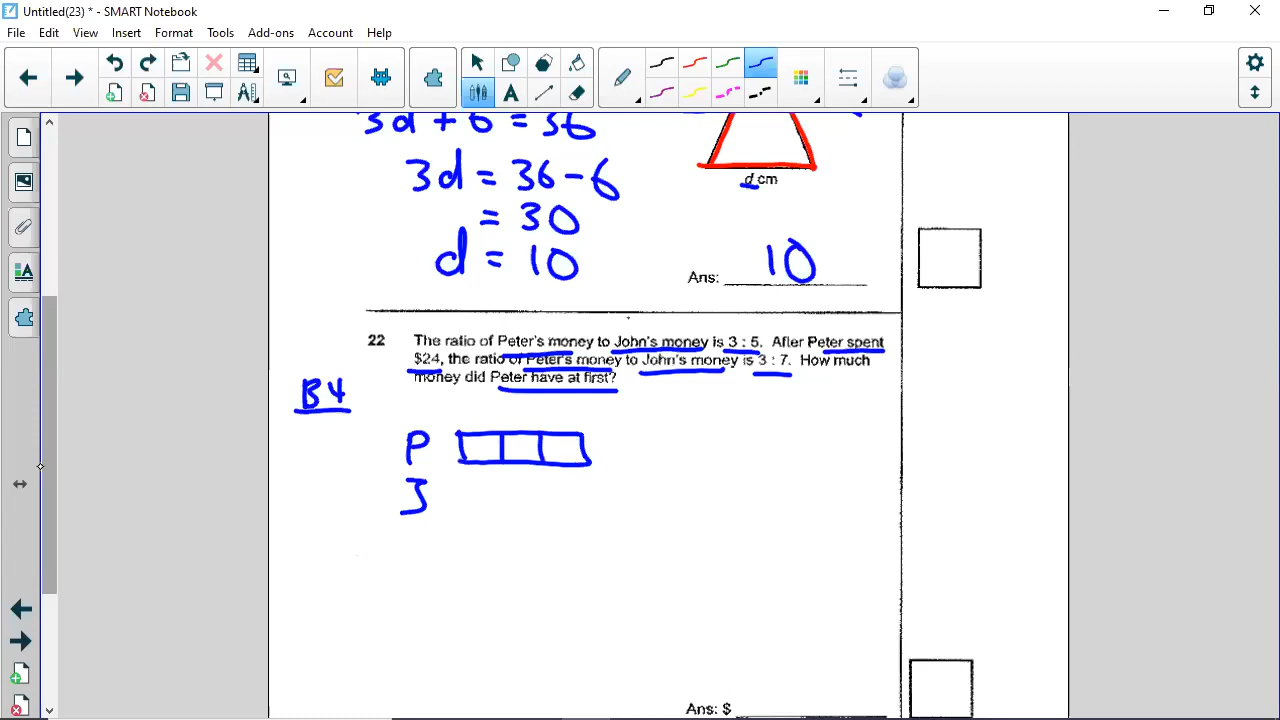 Untitled(23) * - SMART Notebook
File Edit View Insert Format Tools Add-ons Account Help
3d + 6 = 36
3d = 36 - 6
= 30
d = 10
d cm
Ans: 10
22 The ratio of Peter's money to John's money is 3 : 5. After Peter spent
$24, the ratio of Peter's money to John's money is 3 : 7. How much
money did Peter have at first?
B4
P
J
Ans: $